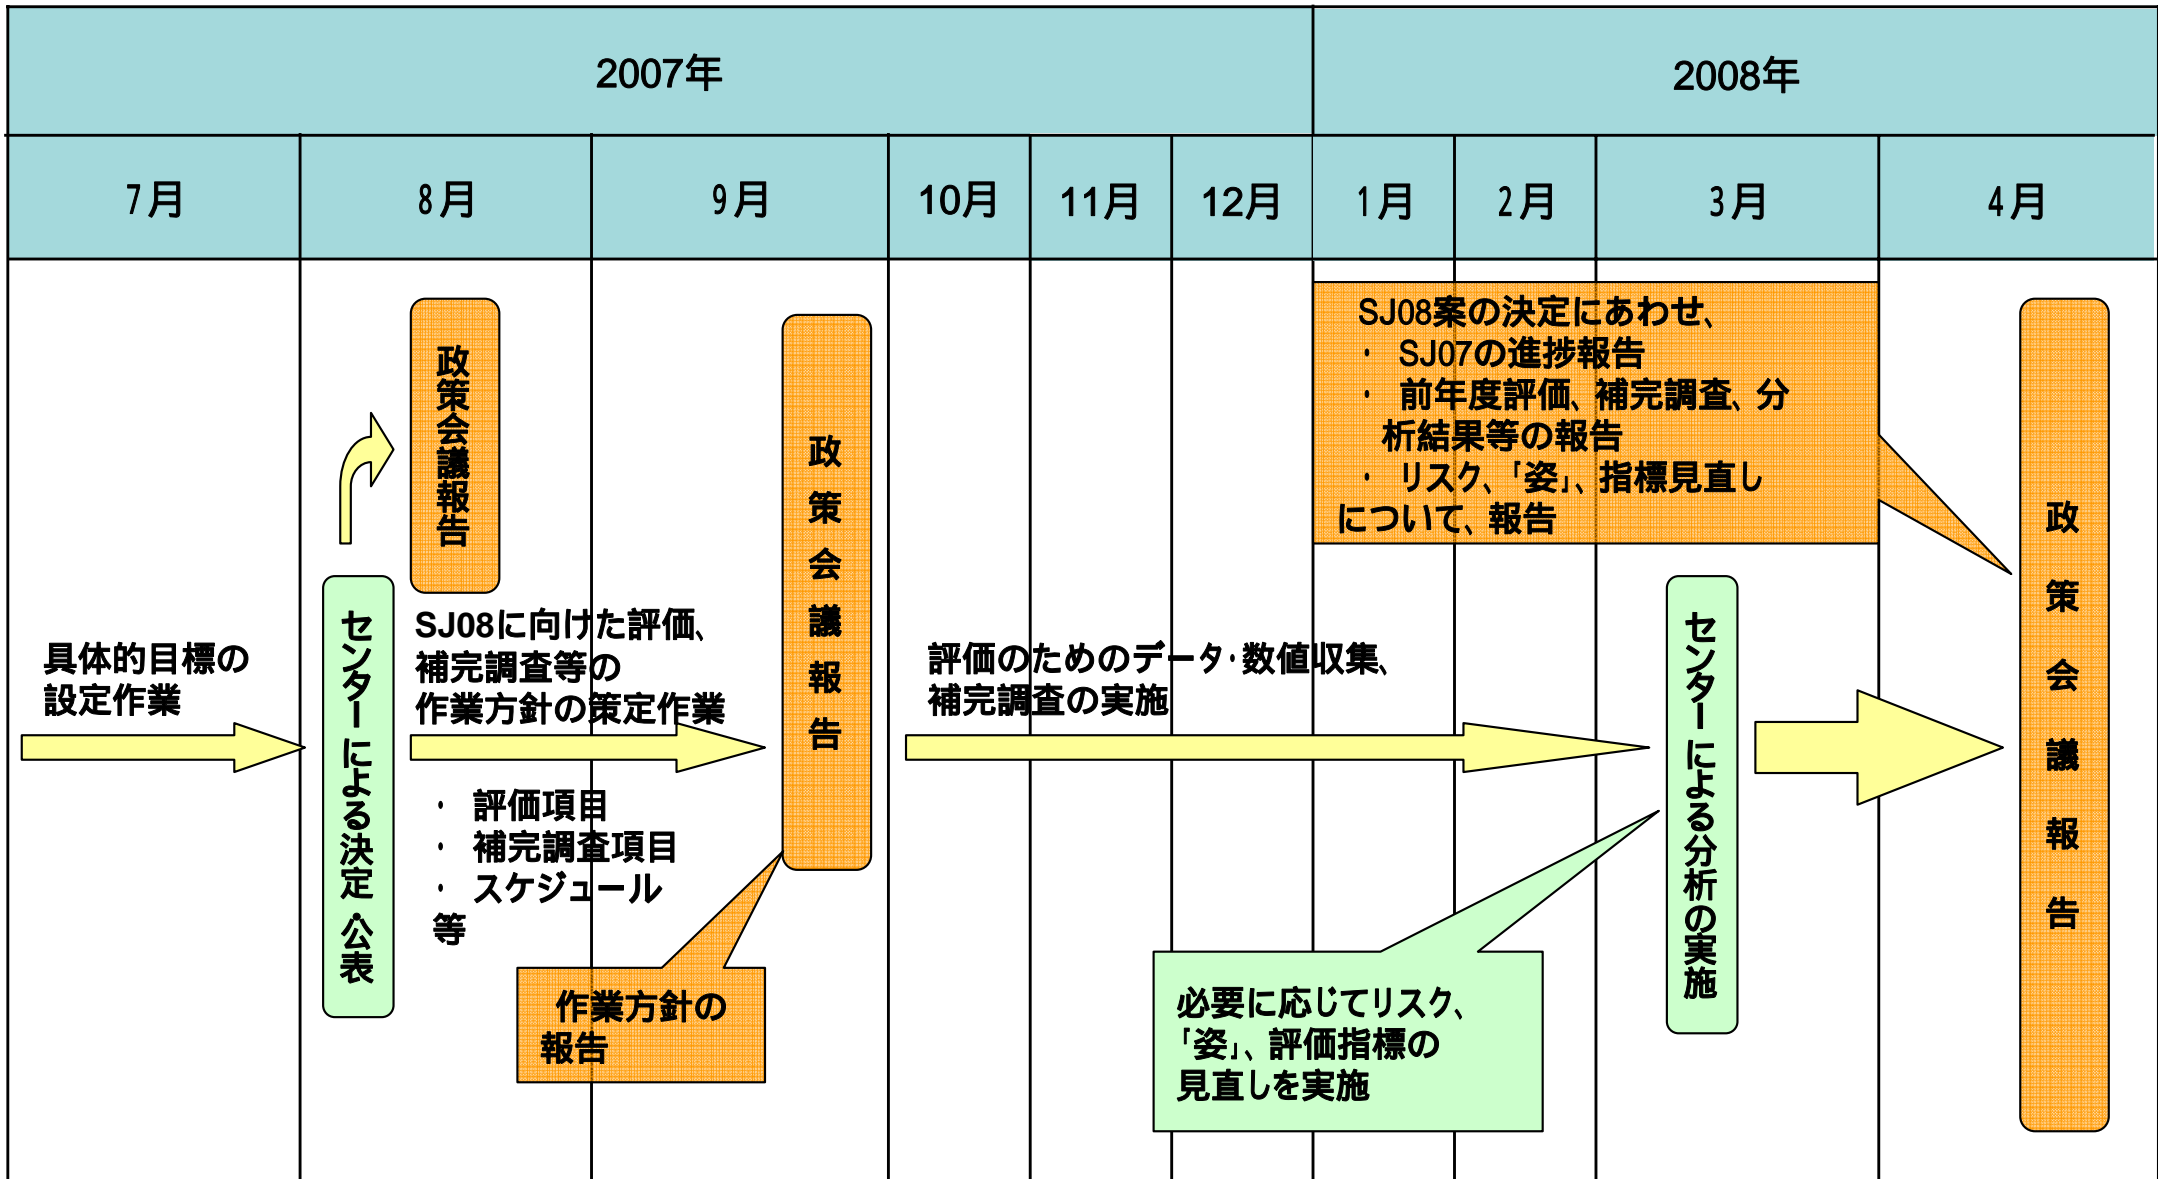 2007年
2008年
7月
8月
9月
10月
11月
12月
1月
2月
3月
4月
具体的目標の
設定作業
センターによる決定・公表
政策会議報告
SJ08に向けた評価、
補完調査等の
作業方針の策定作業
・ 評価項目
・ 補完調査項目
・ スケジュール
等
政策会議報告
作業方針の
報告
評価のためのデータ・数値収集、
補完調査の実施
SJ08案の決定にあわせ、
・ SJ07の進捗報告
・ 前年度評価、補完調査、分
析結果等の報告
・ リスク、「姿」、指標見直し
について、報告
センターによる分析の実施
必要に応じてリスク、
「姿」、評価指標の
見直しを実施
政策会議報告